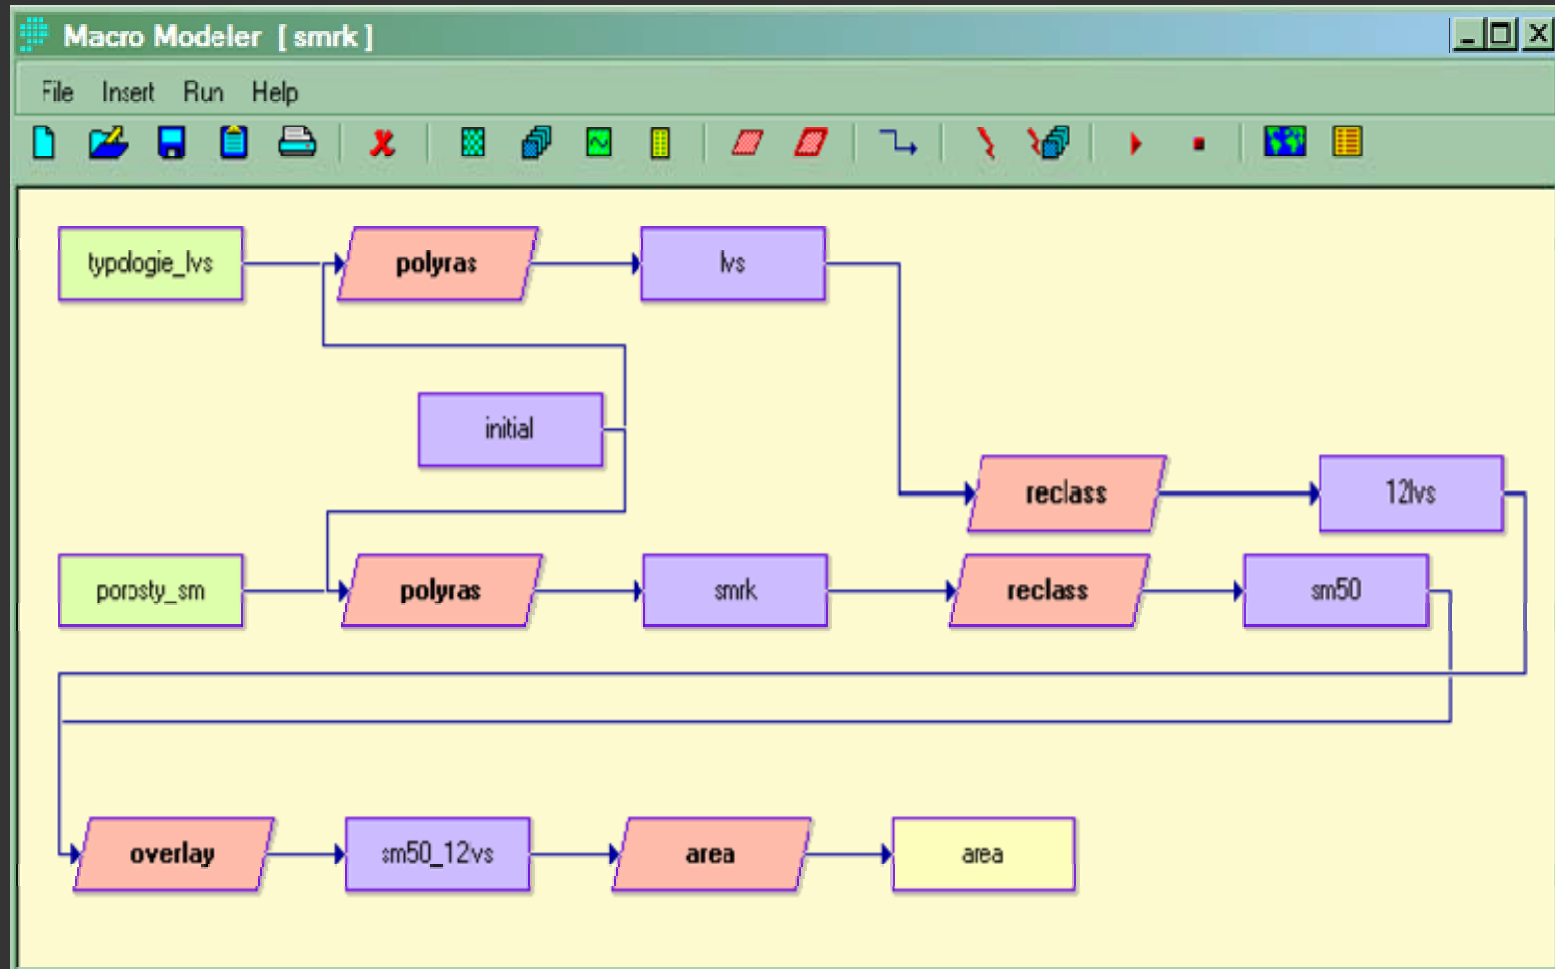 Macro Modeler [ smrk ]
File Insert Run Help
typologie_lvs polyras lvs
initial
reclass 12lvs
porosty_sm polyras smrk reclass sm50
overlay sm50_12lvs area area